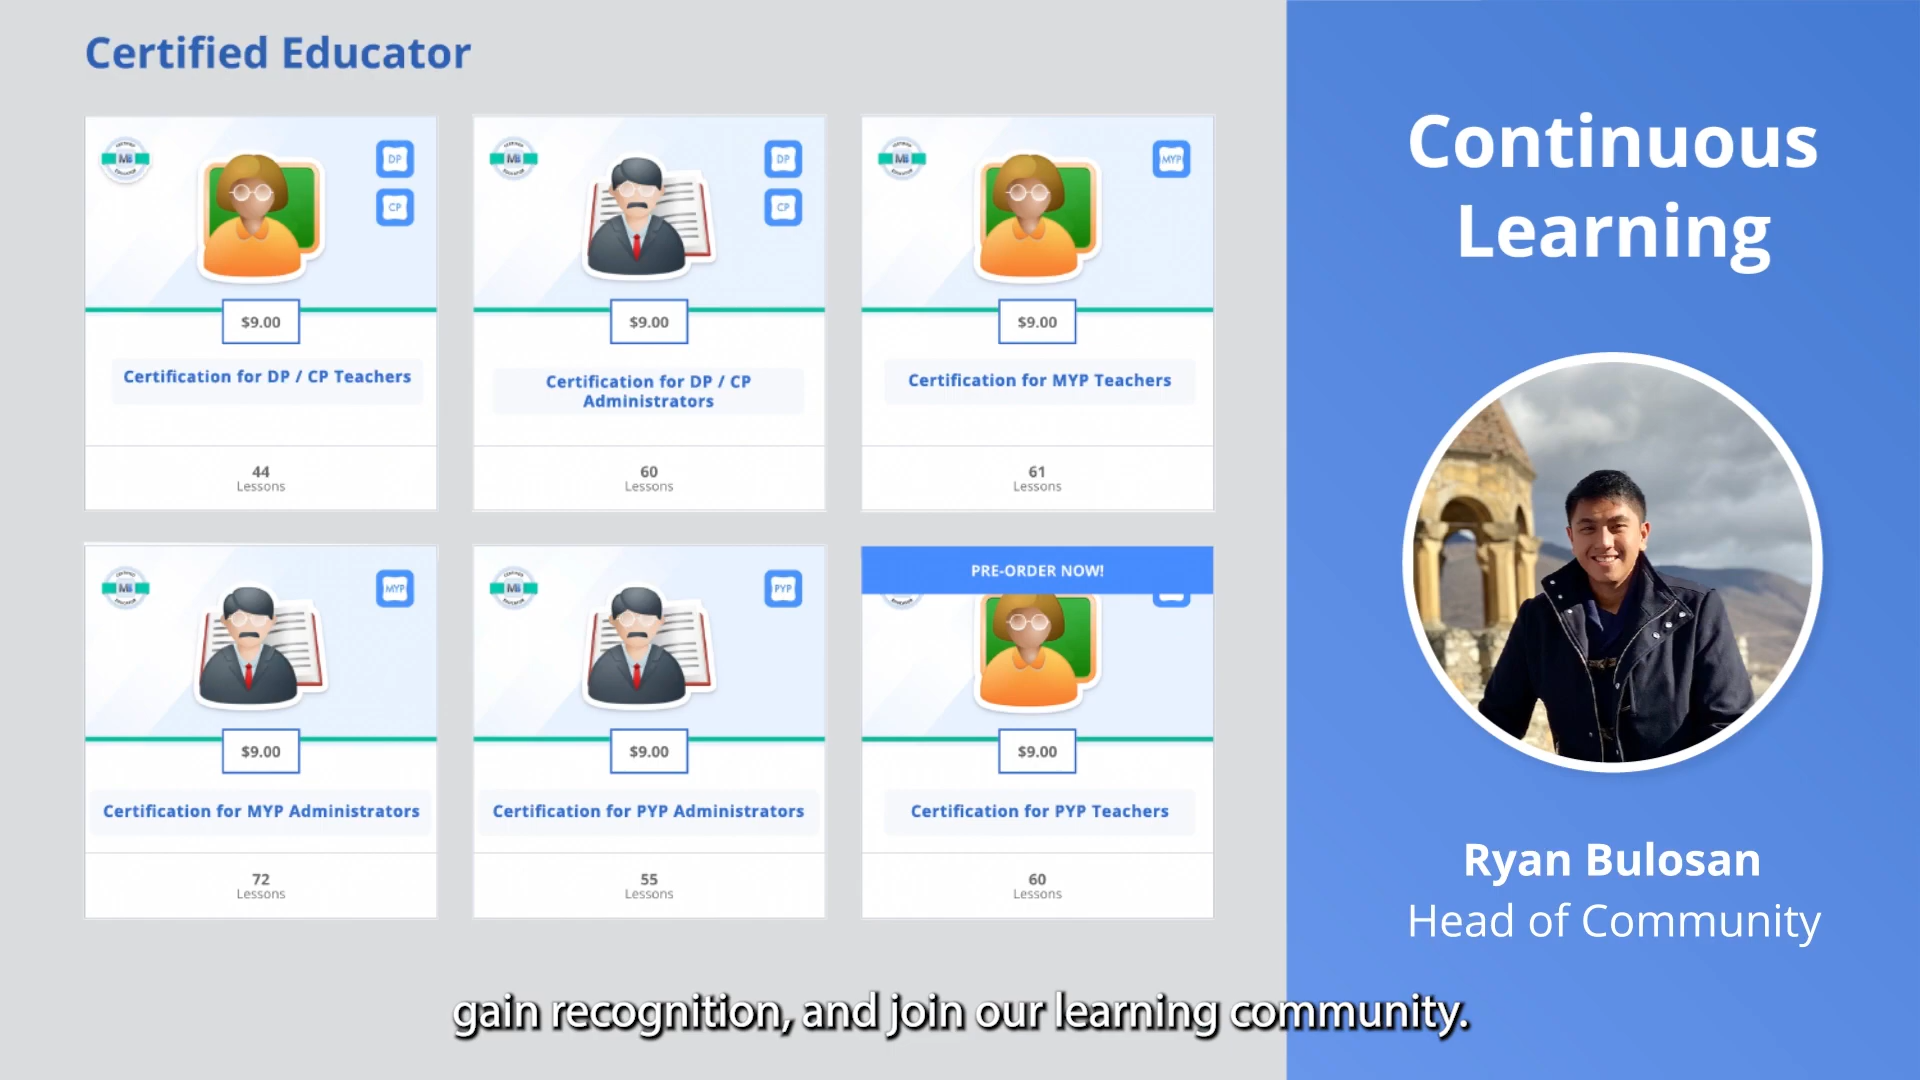 Certified Educator
DP
CP
$9.00
Certification for DP / CP Teachers
44
Lessons
DP
CP
$9.00
Certification for DP / CP
Administrators
60
Lessons
MYP
$9.00
Certification for MYP Teachers
61
Lessons
MYP
$9.00
Certification for MYP Administrators
72
Lessons
PYP
$9.00
Certification for PYP Administrators
55
Lessons
PRE-ORDER NOW!
$9.00
Certification for PYP Teachers
60
Lessons
Continuous
Learning
Ryan Bulosan
Head of Community
gain recognition, and join our learning community.